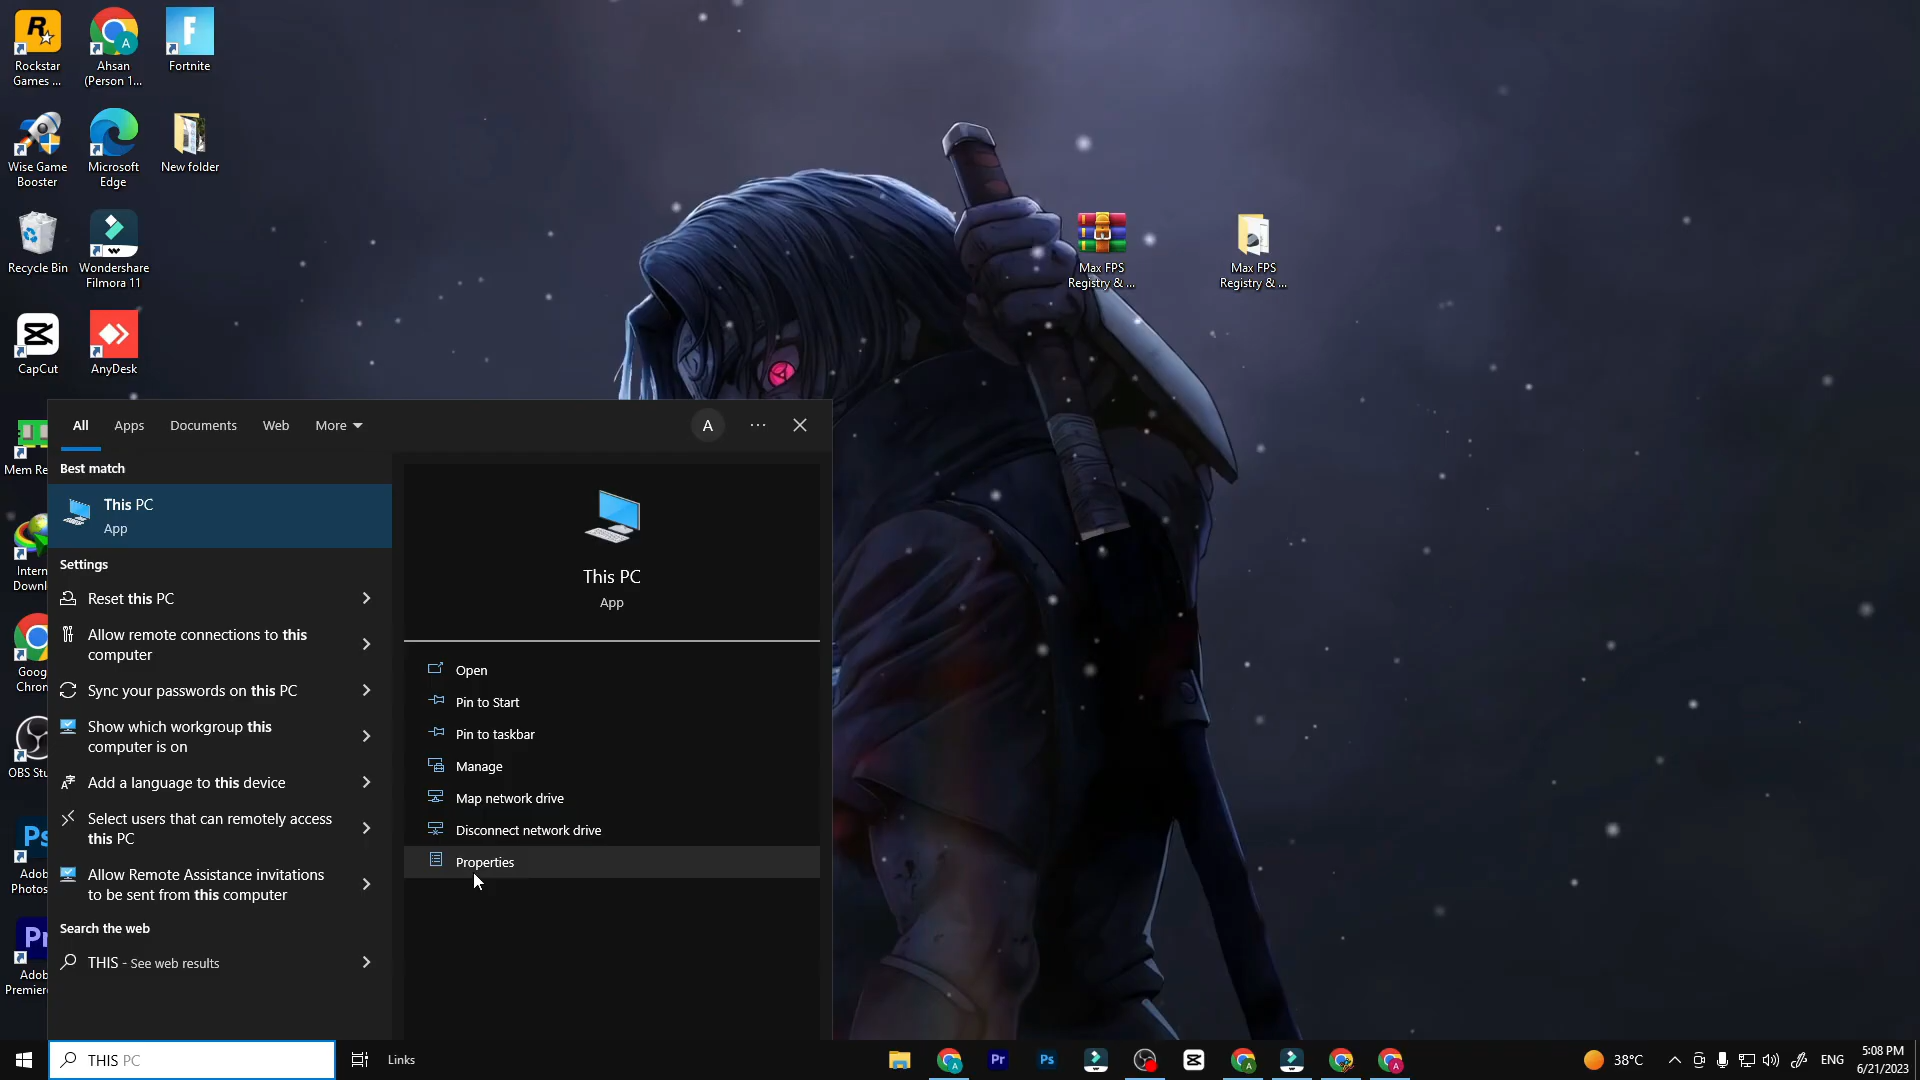 Rockstar
Games ...
Ahsan
(Person 1...
Fortnite
Wise Game
Booster
Microsoft
Edge
New folder
Recycle Bin
Wondershare
Filmora 11
CapCut
AnyDesk
Max FPS
Registry & ...
Max FPS
Registry & ...
Mem Re
Intern
Downl
Goog
Chron
OBS Stu
Adob
Photos
Adob
Premier
All
Apps
Documents
Web
More
A
Best match
This PC
App
Settings
Reset this PC
Allow remote connections to this
computer
Sync your passwords on this PC
Show which workgroup this
computer is on
Add a language to this device
Select users that can remotely access
this PC
Allow Remote Assistance invitations
to be sent from this computer
Search the web
THIS - See web results
This PC
App
Open
Pin to Start
Pin to taskbar
Manage
Map network drive
Disconnect network drive
Properties
THIS PC
Links
Pr
Ps
38°C
ENG
5:08 PM
6/21/2023